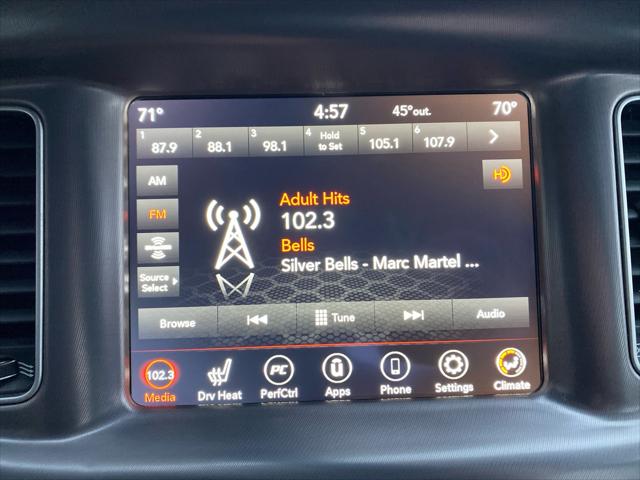 71° 4:57 45°out. 70°
1 87.9 2 88.1 3 98.1 4 Hold to Set 5 105.1 6 107.9
AM
FM
Source Select
HD
Adult Hits
102.3
Bells
Silver Bells - Marc Martel ...
Browse Tune Audio
102.3 PC ū
Media Drv Heat PerfCtrl Apps Phone Settings Climate